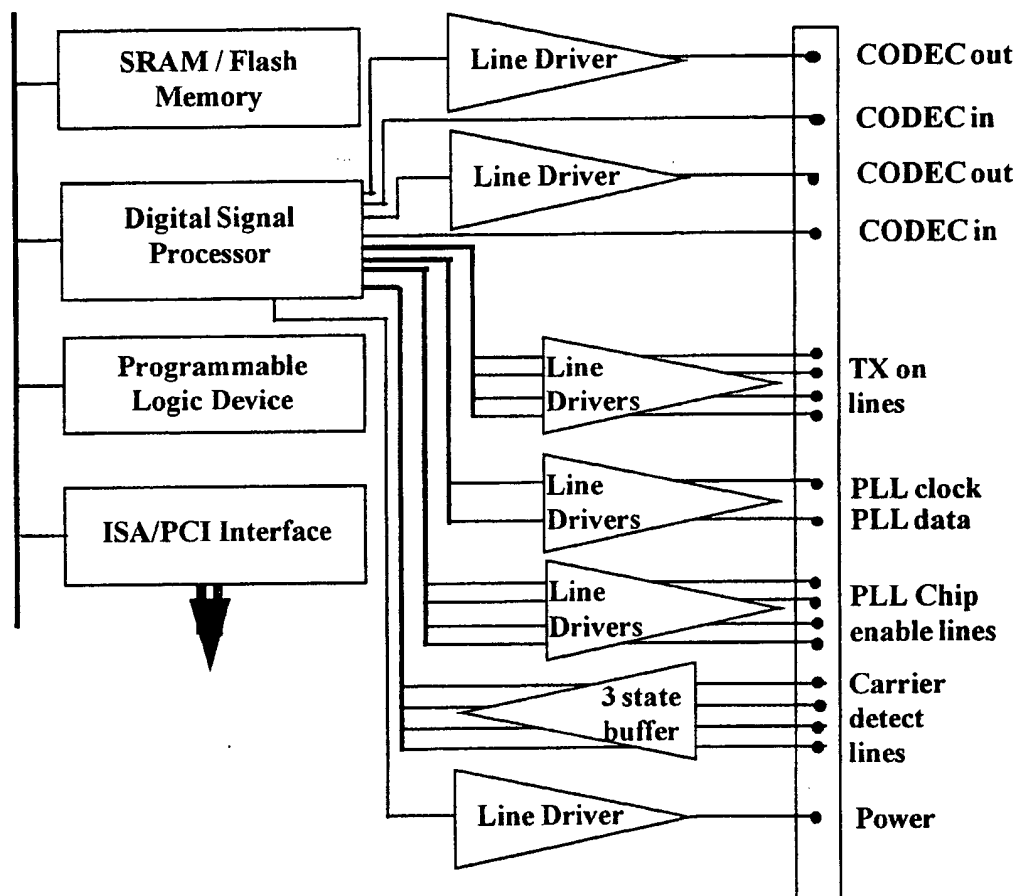 SRAM / Flash
Memory
Digital Signal
Processor
Programmable
Logic Device
ISA/PCI Interface
Line Driver
Line Driver
Line
Drivers
Line
Drivers
Line
Drivers
3 state
buffer
Line Driver
CODEC out
CODEC in
CODEC out
CODEC in
TX on
lines
PLL clock
PLL data
PLL Chip
enable lines
Carrier
detect
lines
Power